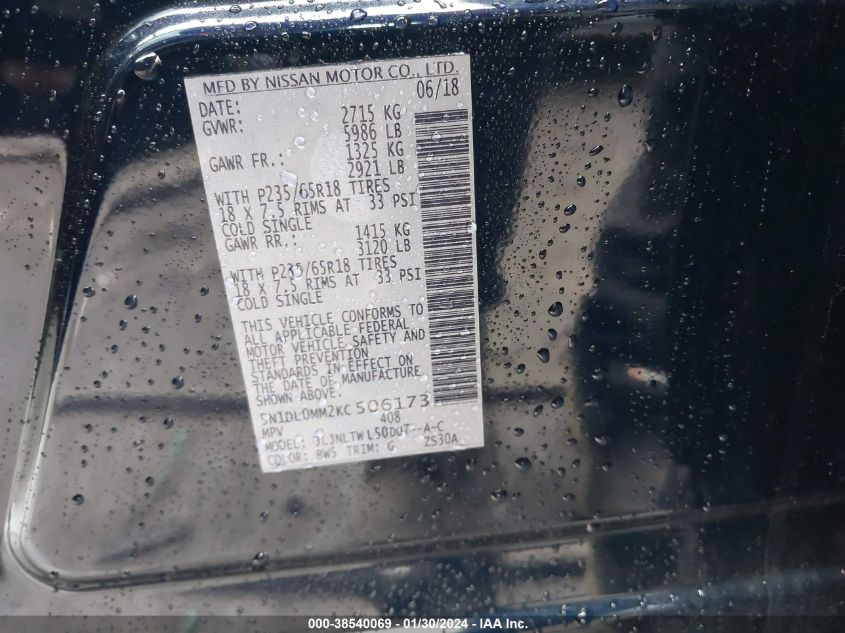 MFD BY NISSAN MOTOR CO., LTD.
DATE: 06/18
GVWR: 2715 KG
5986 LB
GAWR FR.: 1325 KG
2921 LB
WITH P235/65R18 TIRES
18 X 7.5 RIMS AT 33 PSI
COLD SINGLE
GAWR RR.: 1415 KG
3120 LB
WITH P235/65R18 TIRES
18 X 7.5 RIMS AT 33 PSI
COLD SINGLE
THIS VEHICLE CONFORMS TO
ALL APPLICABLE FEDERAL
MOTOR VEHICLE SAFETY AND
THEFT PREVENTION
STANDARDS IN EFFECT ON
THE DATE OF MANUFACTURE
SHOWN ABOVE.
5N1DL0MM2KC506173
MPV 408
MODEL: -A-C
COLOR: BW5 TRIM: G ZS30A
000-38540069 - 01/30/2024 - IAA Inc.